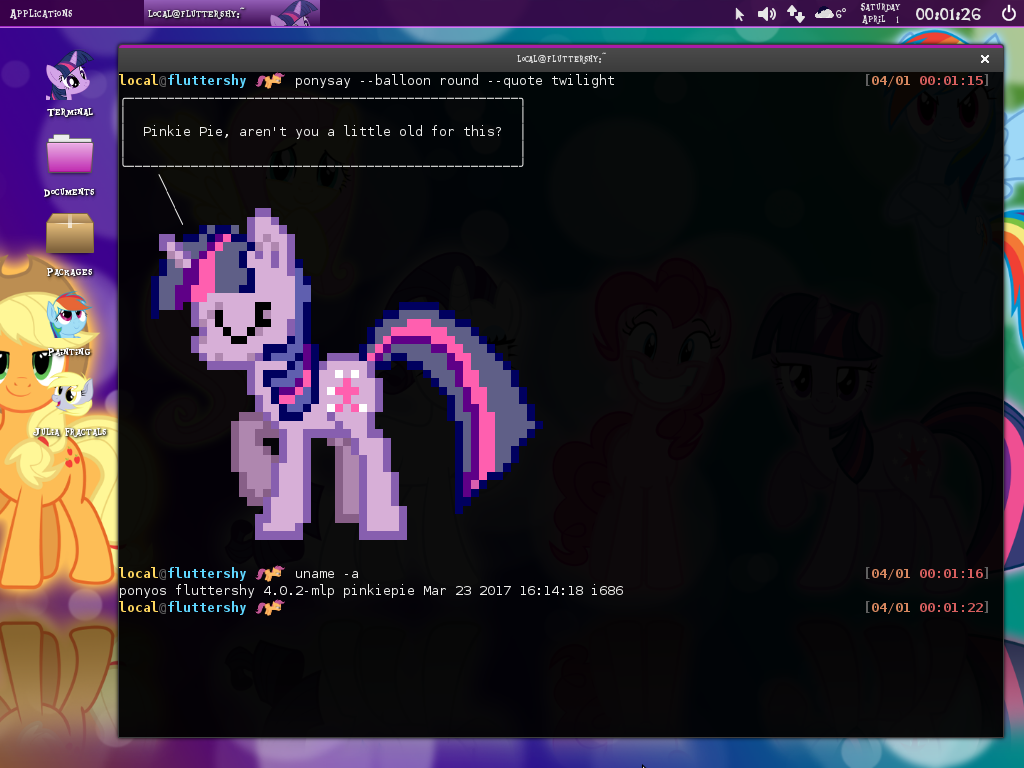 Applications
local@fluttershy:~
6°
Saturday
April 1
00:01:26
local@fluttershy:~
Terminal
Documents
Packages
Painting
Julia Fractals
local@fluttershy ponysay --balloon round --quote twilight [04/01 00:01:15]
Pinkie Pie, aren't you a little old for this?
local@fluttershy uname -a [04/01 00:01:16]
ponyos fluttershy 4.0.2-mlp pinkiepie Mar 23 2017 16:14:18 i686
local@fluttershy [04/01 00:01:22]